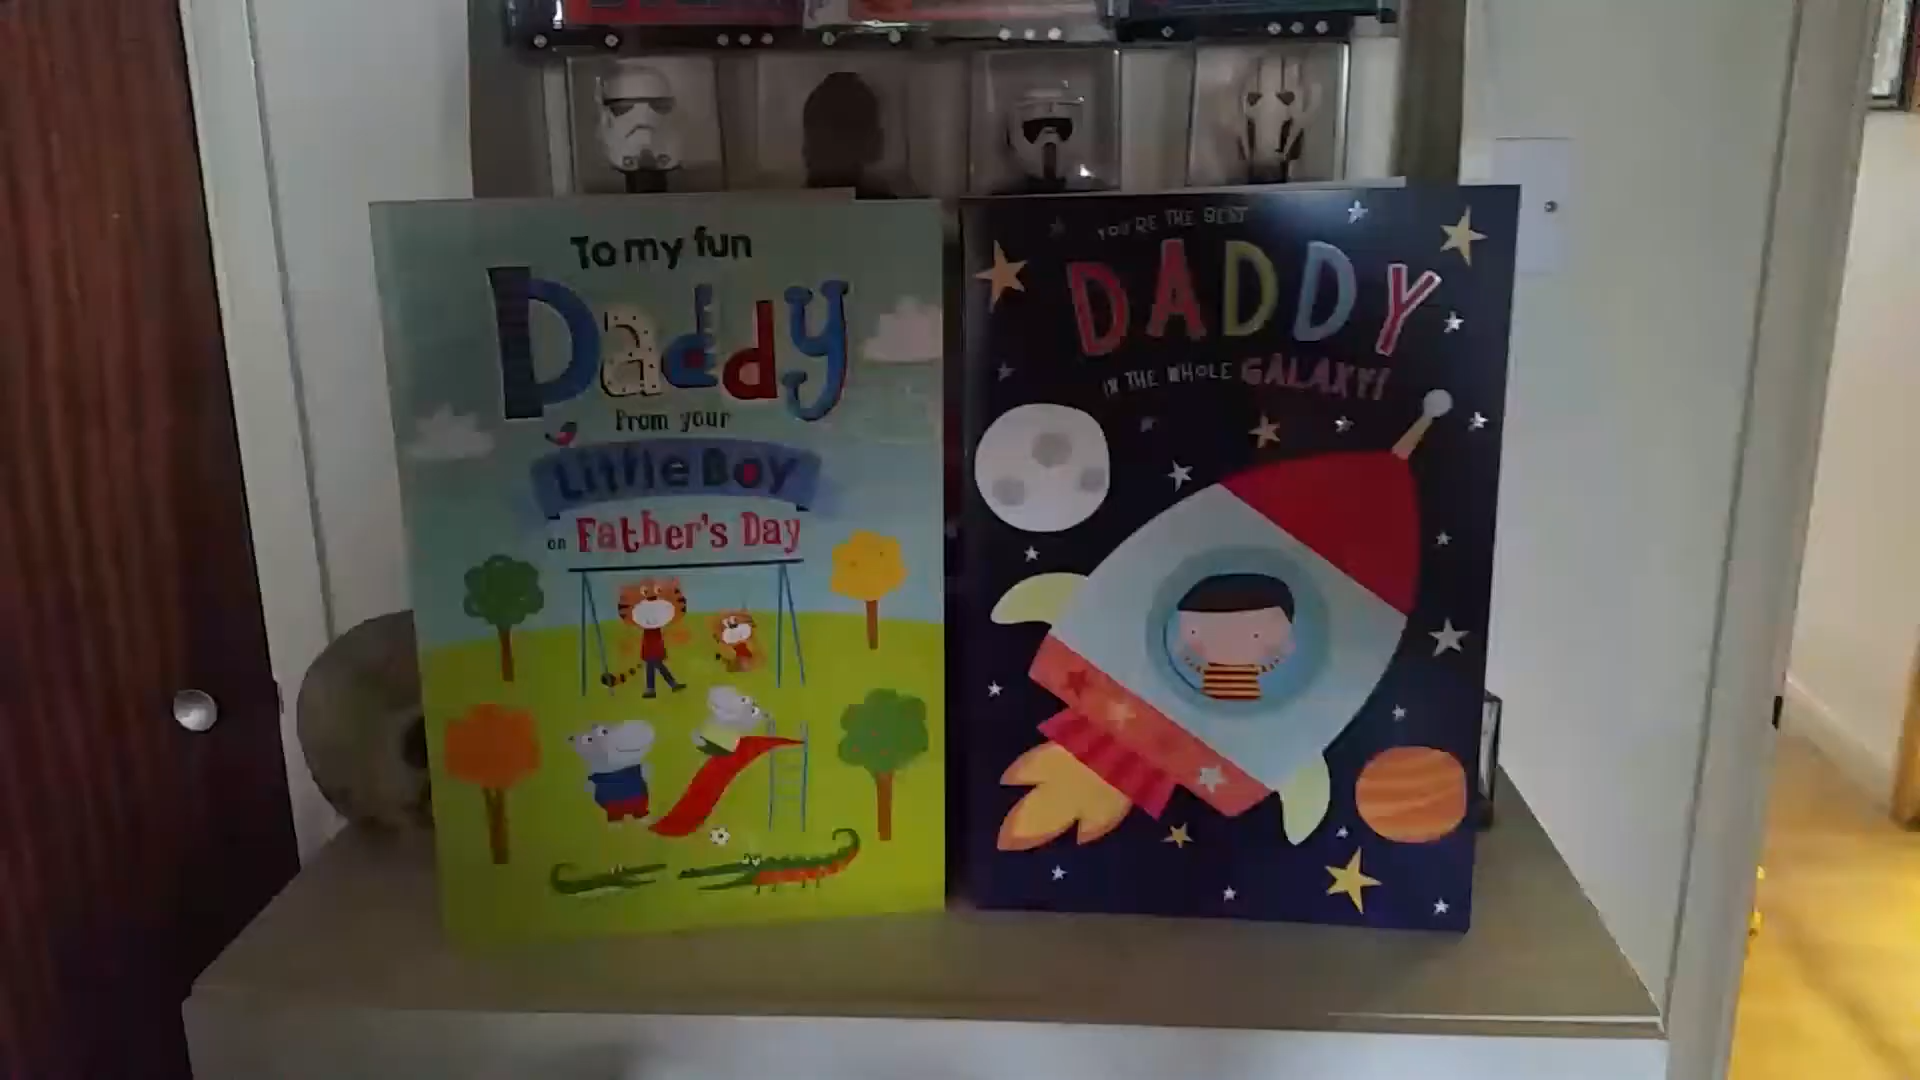 To my fun
Daddy
From your
Little Boy
on Father's Day
YOU'RE THE BEST
DADDY
IN THE WHOLE GALAXY!